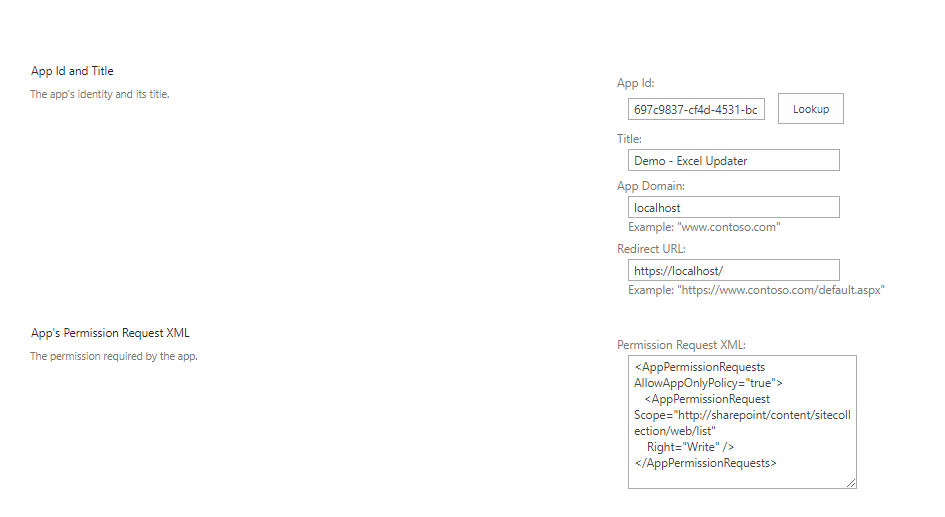 App Id and Title
The app's identity and its title.
App Id:
697c9837-cf4d-4531-bc
Lookup
Title:
Demo - Excel Updater
App Domain:
localhost
Example: "www.contoso.com"
Redirect URL:
https://localhost/
Example: "https://www.contoso.com/default.aspx"
App's Permission Request XML
The permission required by the app.
Permission Request XML:
<AppPermissionRequests
AllowAppOnlyPolicy="true">
<AppPermissionRequest
Scope="http://sharepoint/content/sitecoll
ection/web/list"
Right="Write" />
</AppPermissionRequests>